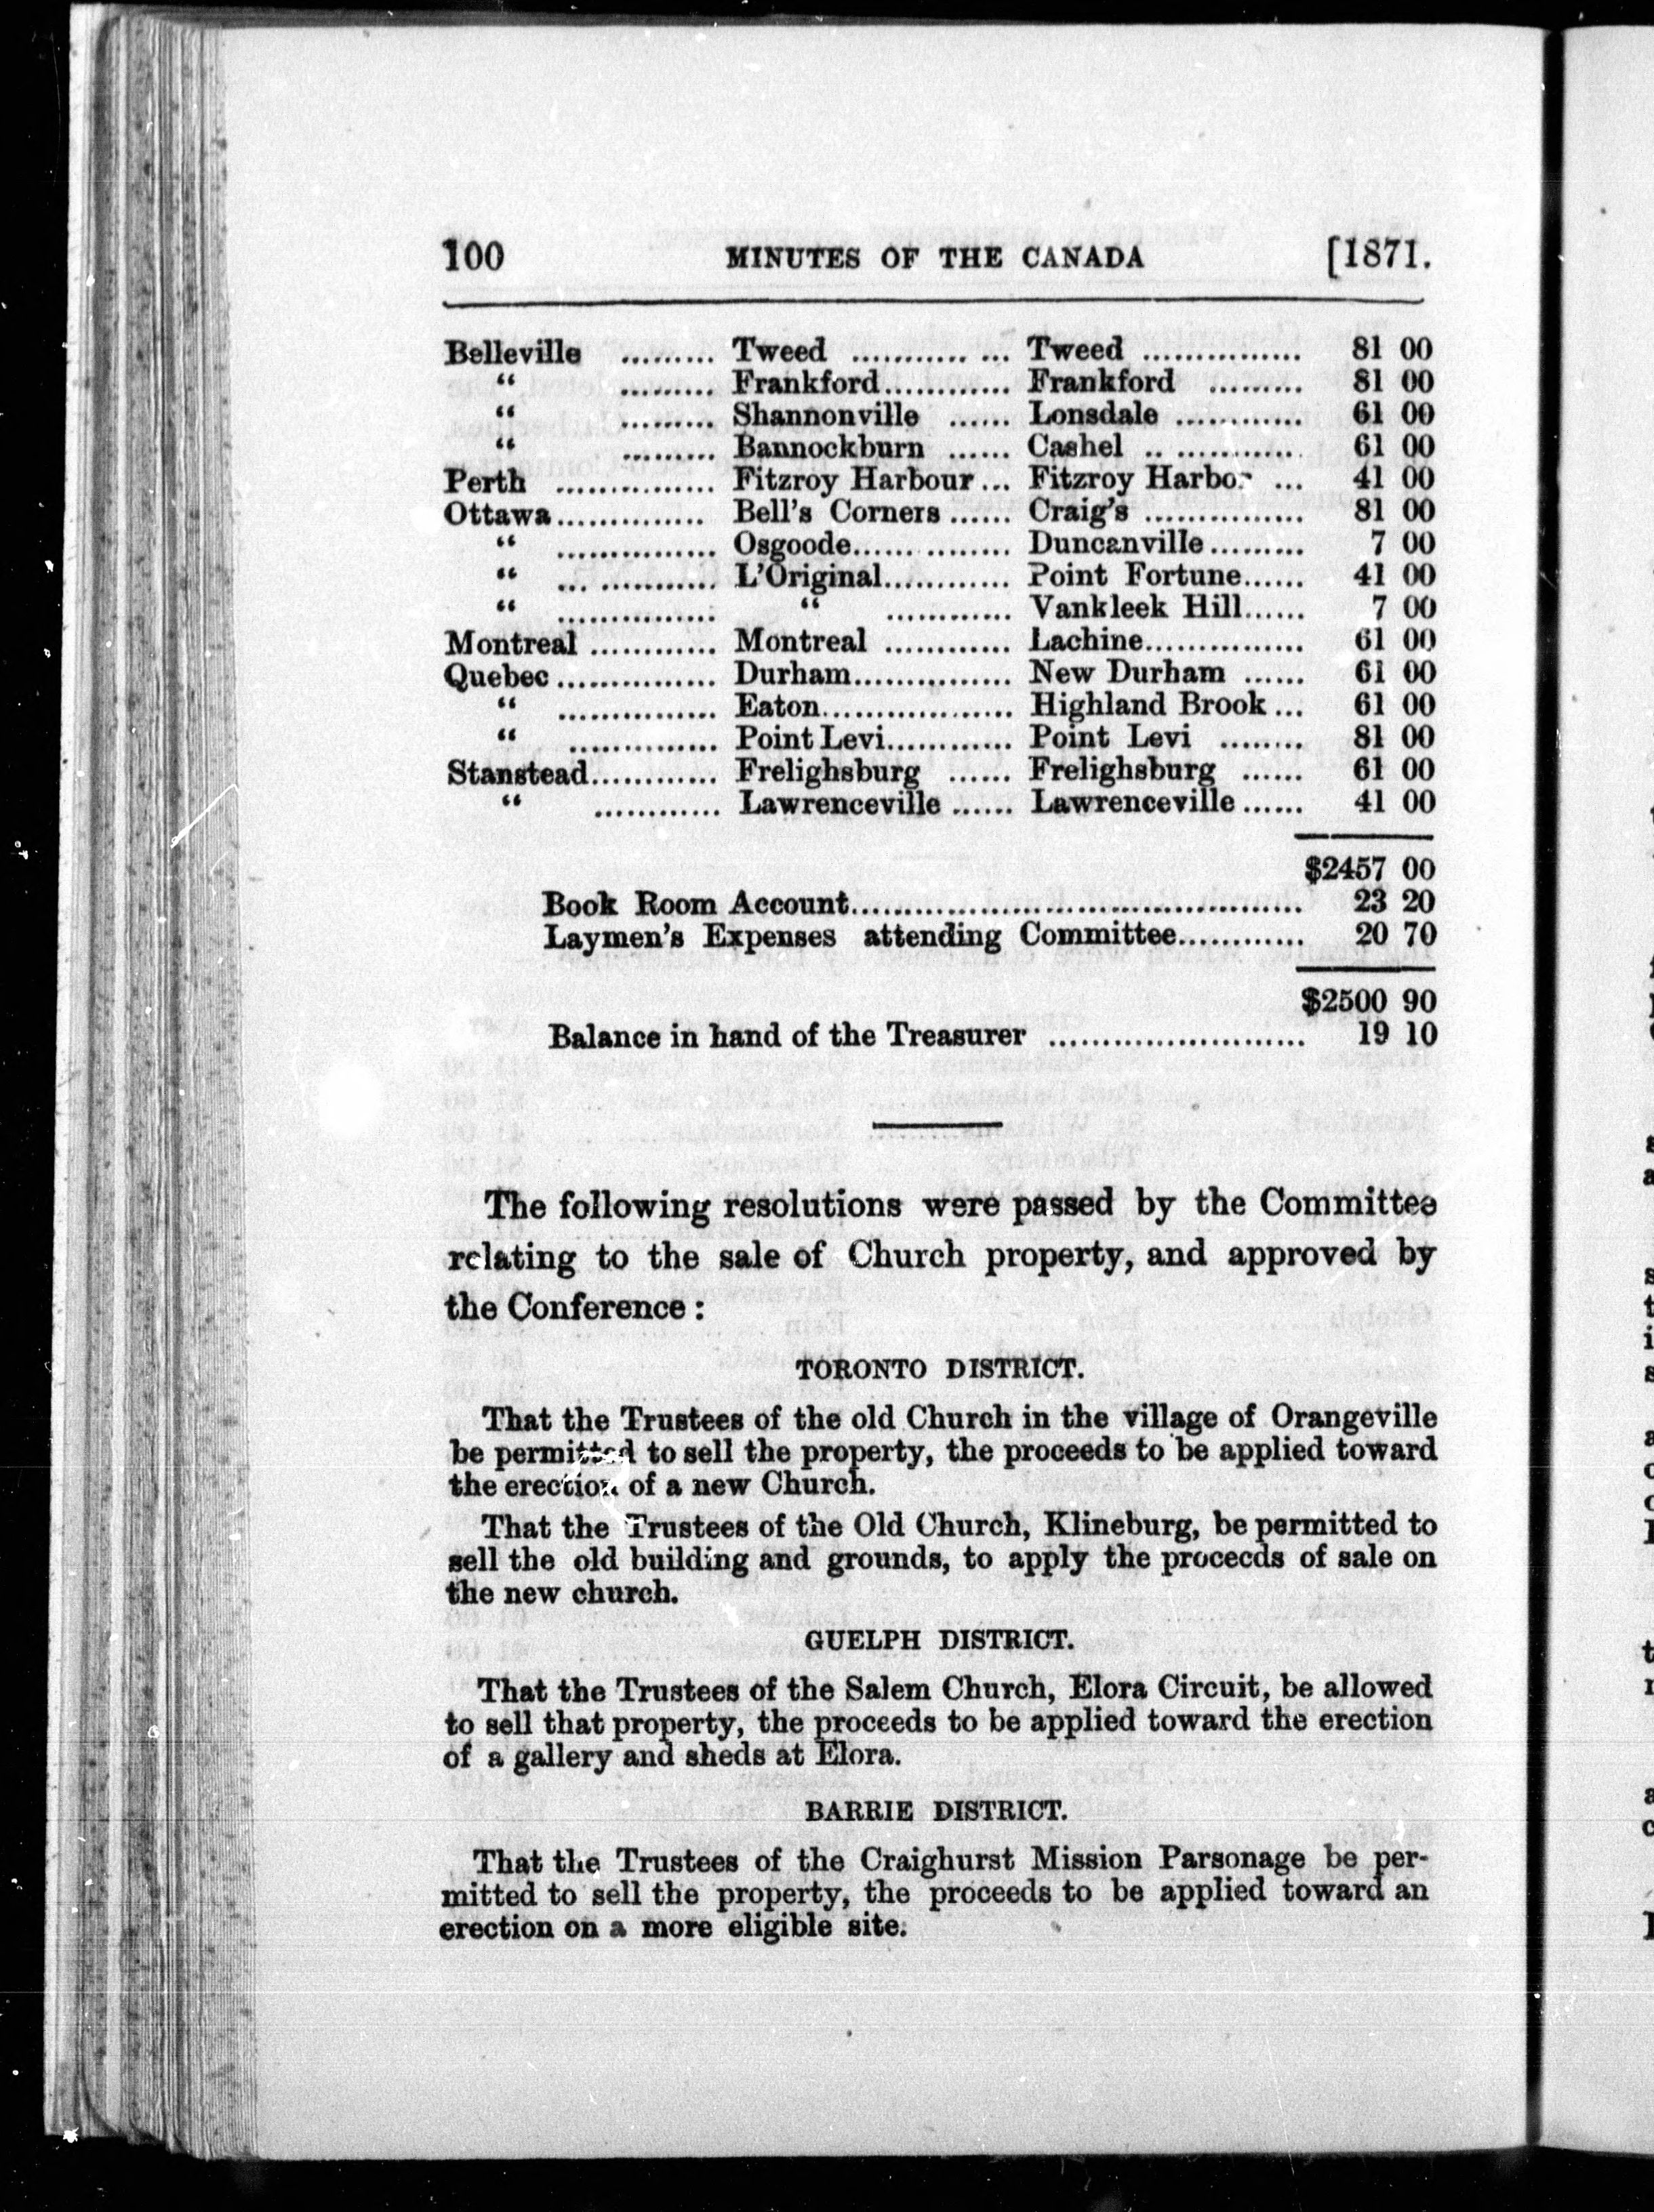 100 MINUTES OF THE CANADA [1871.
Belleville ......... Tweed ............ ... Tweed ............... 81 00
“ ......... Frankford............ Frankford ......... 81 00
“ ......... Shannonville ...... Lonsdale ............ 61 00
“ ......... Bannockburn ...... Cashel .. ............ 61 00
Perth ............... Fitzroy Harbour... Fitzroy Harbor ... 41 00
Ottawa.............. Bell's Corners...... Craig's ............... 81 00
“ ............... Osgoode............... Duncanville......... 7 00
“ ... ........... L'Original............ Point Fortune...... 41 00
“ ............... “ ............ Vankleek Hill...... 7 00
Montreal ............ Montreal ............ Lachine............... 61 00
Quebec............... Durham............... New Durham ...... 61 00
“ ............... Eaton.................. Highland Brook... 61 00
“ .............. Point Levi............ Point Levi ........ 81 00
Stanstead............ Frelighsburg ...... Frelighsburg ...... 61 00
“ ............ Lawrenceville...... Lawrenceville...... 41 00
$2457 00
Book Room Account............................................. 23 20
Laymen's Expenses attending Committee............ 20 70
$2500 90
Balance in hand of the Treasurer ........................ 19 10
The following resolutions were passed by the Committee
relating to the sale of Church property, and approved by
the Conference :
TORONTO DISTRICT.
That the Trustees of the old Church in the village of Orangeville
be permitted to sell the property, the proceeds to be applied toward
the erection of a new Church.
That the Trustees of the Old Church, Klineburg, be permitted to
sell the old building and grounds, to apply the proceeds of sale on
the new church.
GUELPH DISTRICT.
That the Trustees of the Salem Church, Elora Circuit, be allowed
to sell that property, the proceeds to be applied toward the erection
of a gallery and sheds at Elora.
BARRIE DISTRICT.
That the Trustees of the Craighurst Mission Parsonage be per-
mitted to sell the property, the proceeds to be applied toward an
erection on a more eligible site.